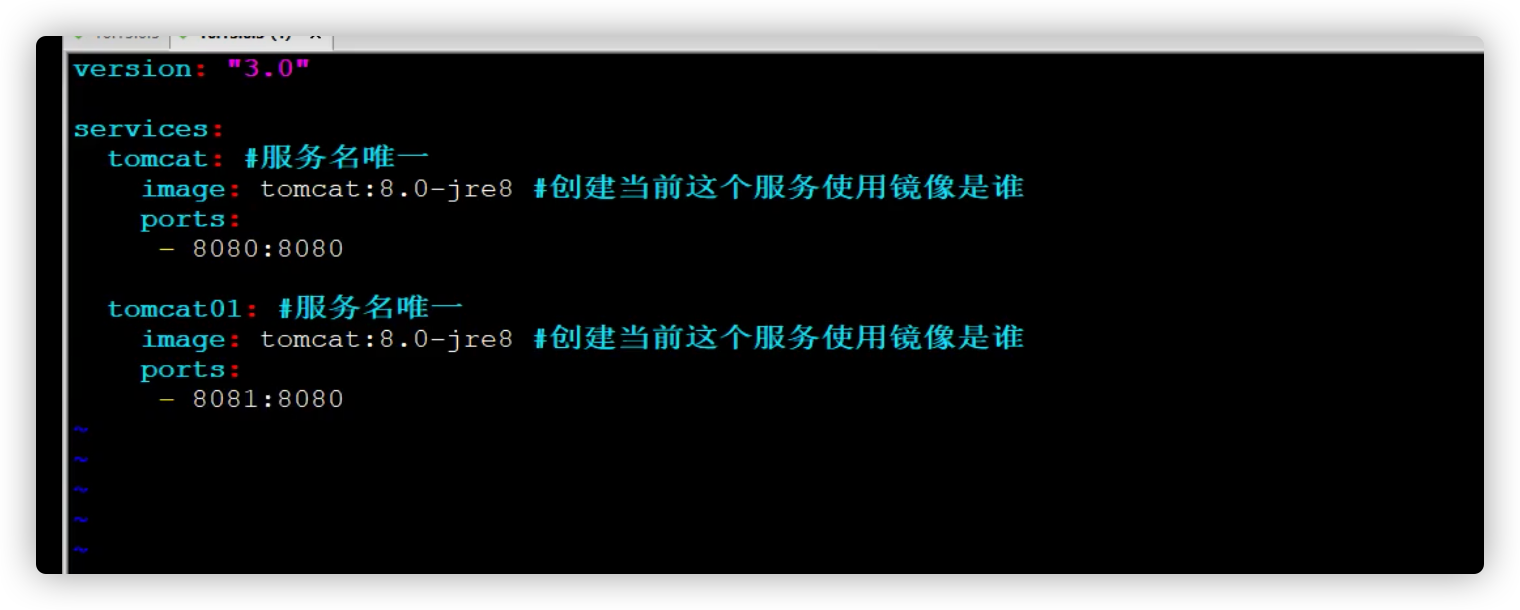 version: "3.0"
services:
tomcat: #服务名唯一
image: tomcat:8.0-jre8 #创建当前这个服务使用镜像是谁
ports:
- 8080:8080
tomcat01: #服务名唯一
image: tomcat:8.0-jre8 #创建当前这个服务使用镜像是谁
ports:
- 8081:8080
~
~
~
~
~